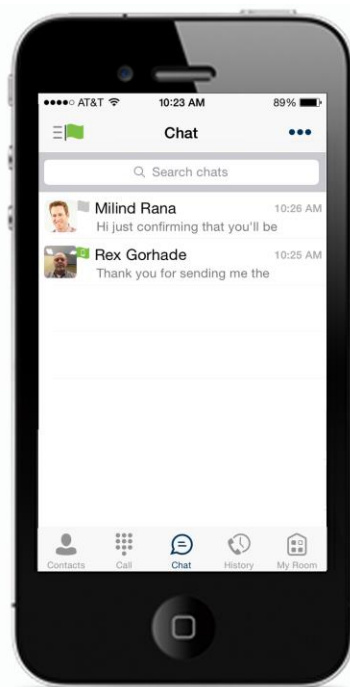 AT&T 10:23 AM 89%
Chat
Search chats
Milind Rana 10:26 AM
Hi just confirming that you'll be
Rex Gorhade 10:25 AM
Thank you for sending me the
Contacts Call Chat History My Room